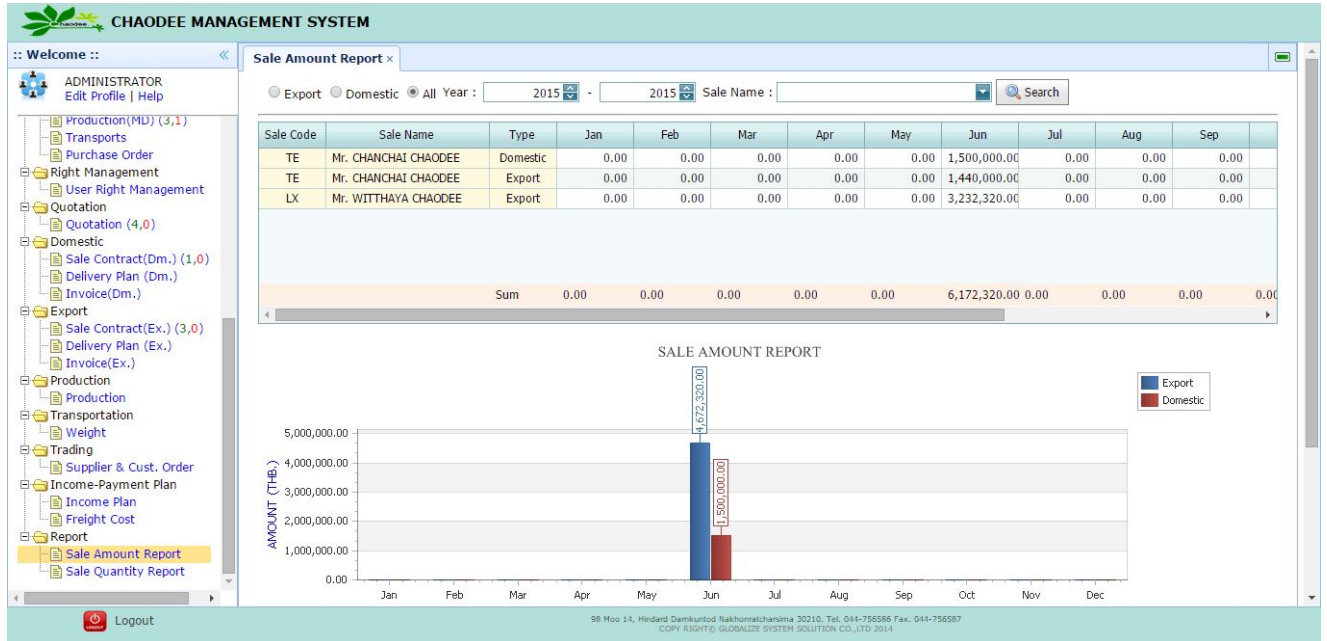 Chaodee
CHAODEE MANAGEMENT SYSTEM
:: Welcome ::
ADMINISTRATOR
Edit Profile | Help
Production(MD) (3,1)
Transports
Purchase Order
Right Management
User Right Management
Quotation
Quotation (4,0)
Domestic
Sale Contract(Dm.) (1,0)
Delivery Plan (Dm.)
Invoice(Dm.)
Export
Sale Contract(Ex.) (3,0)
Delivery Plan (Ex.)
Invoice(Ex.)
Production
Production
Transportation
Weight
Trading
Supplier & Cust. Order
Income-Payment Plan
Income Plan
Freight Cost
Report
Sale Amount Report
Sale Quantity Report
Sale Amount Report ×
Export Domestic All Year : 2015 - 2015 Sale Name : Search
Sale Code Sale Name Type Jan Feb Mar Apr May Jun Jul Aug Sep
TE Mr. CHANCHAI CHAODEE Domestic 0.00 0.00 0.00 0.00 0.00 1,500,000.00 0.00 0.00 0.00
TE Mr. CHANCHAI CHAODEE Export 0.00 0.00 0.00 0.00 0.00 1,440,000.00 0.00 0.00 0.00
LX Mr. WITTHAYA CHAODEE Export 0.00 0.00 0.00 0.00 0.00 3,232,320.00 0.00 0.00 0.00
Sum 0.00 0.00 0.00 0.00 0.00 6,172,320.00 0.00 0.00 0.00 0.00
SALE AMOUNT REPORT
4,672,320.00
1,500,000.00
Export
Domestic
AMOUNT (THB.)
5,000,000.00
4,000,000.00
3,000,000.00
2,000,000.00
1,000,000.00
0.00
Jan Feb Mar Apr May Jun Jul Aug Sep Oct Nov Dec
LOGOUT
Logout
98 Moo 14, Hindard Darnkuntod Nakhonratcharsima 30210. Tel. 044-756586 Fax. 044-756587
COPY RIGHT© GLOBALIZE SYSTEM SOLUTION CO.,LTD 2014